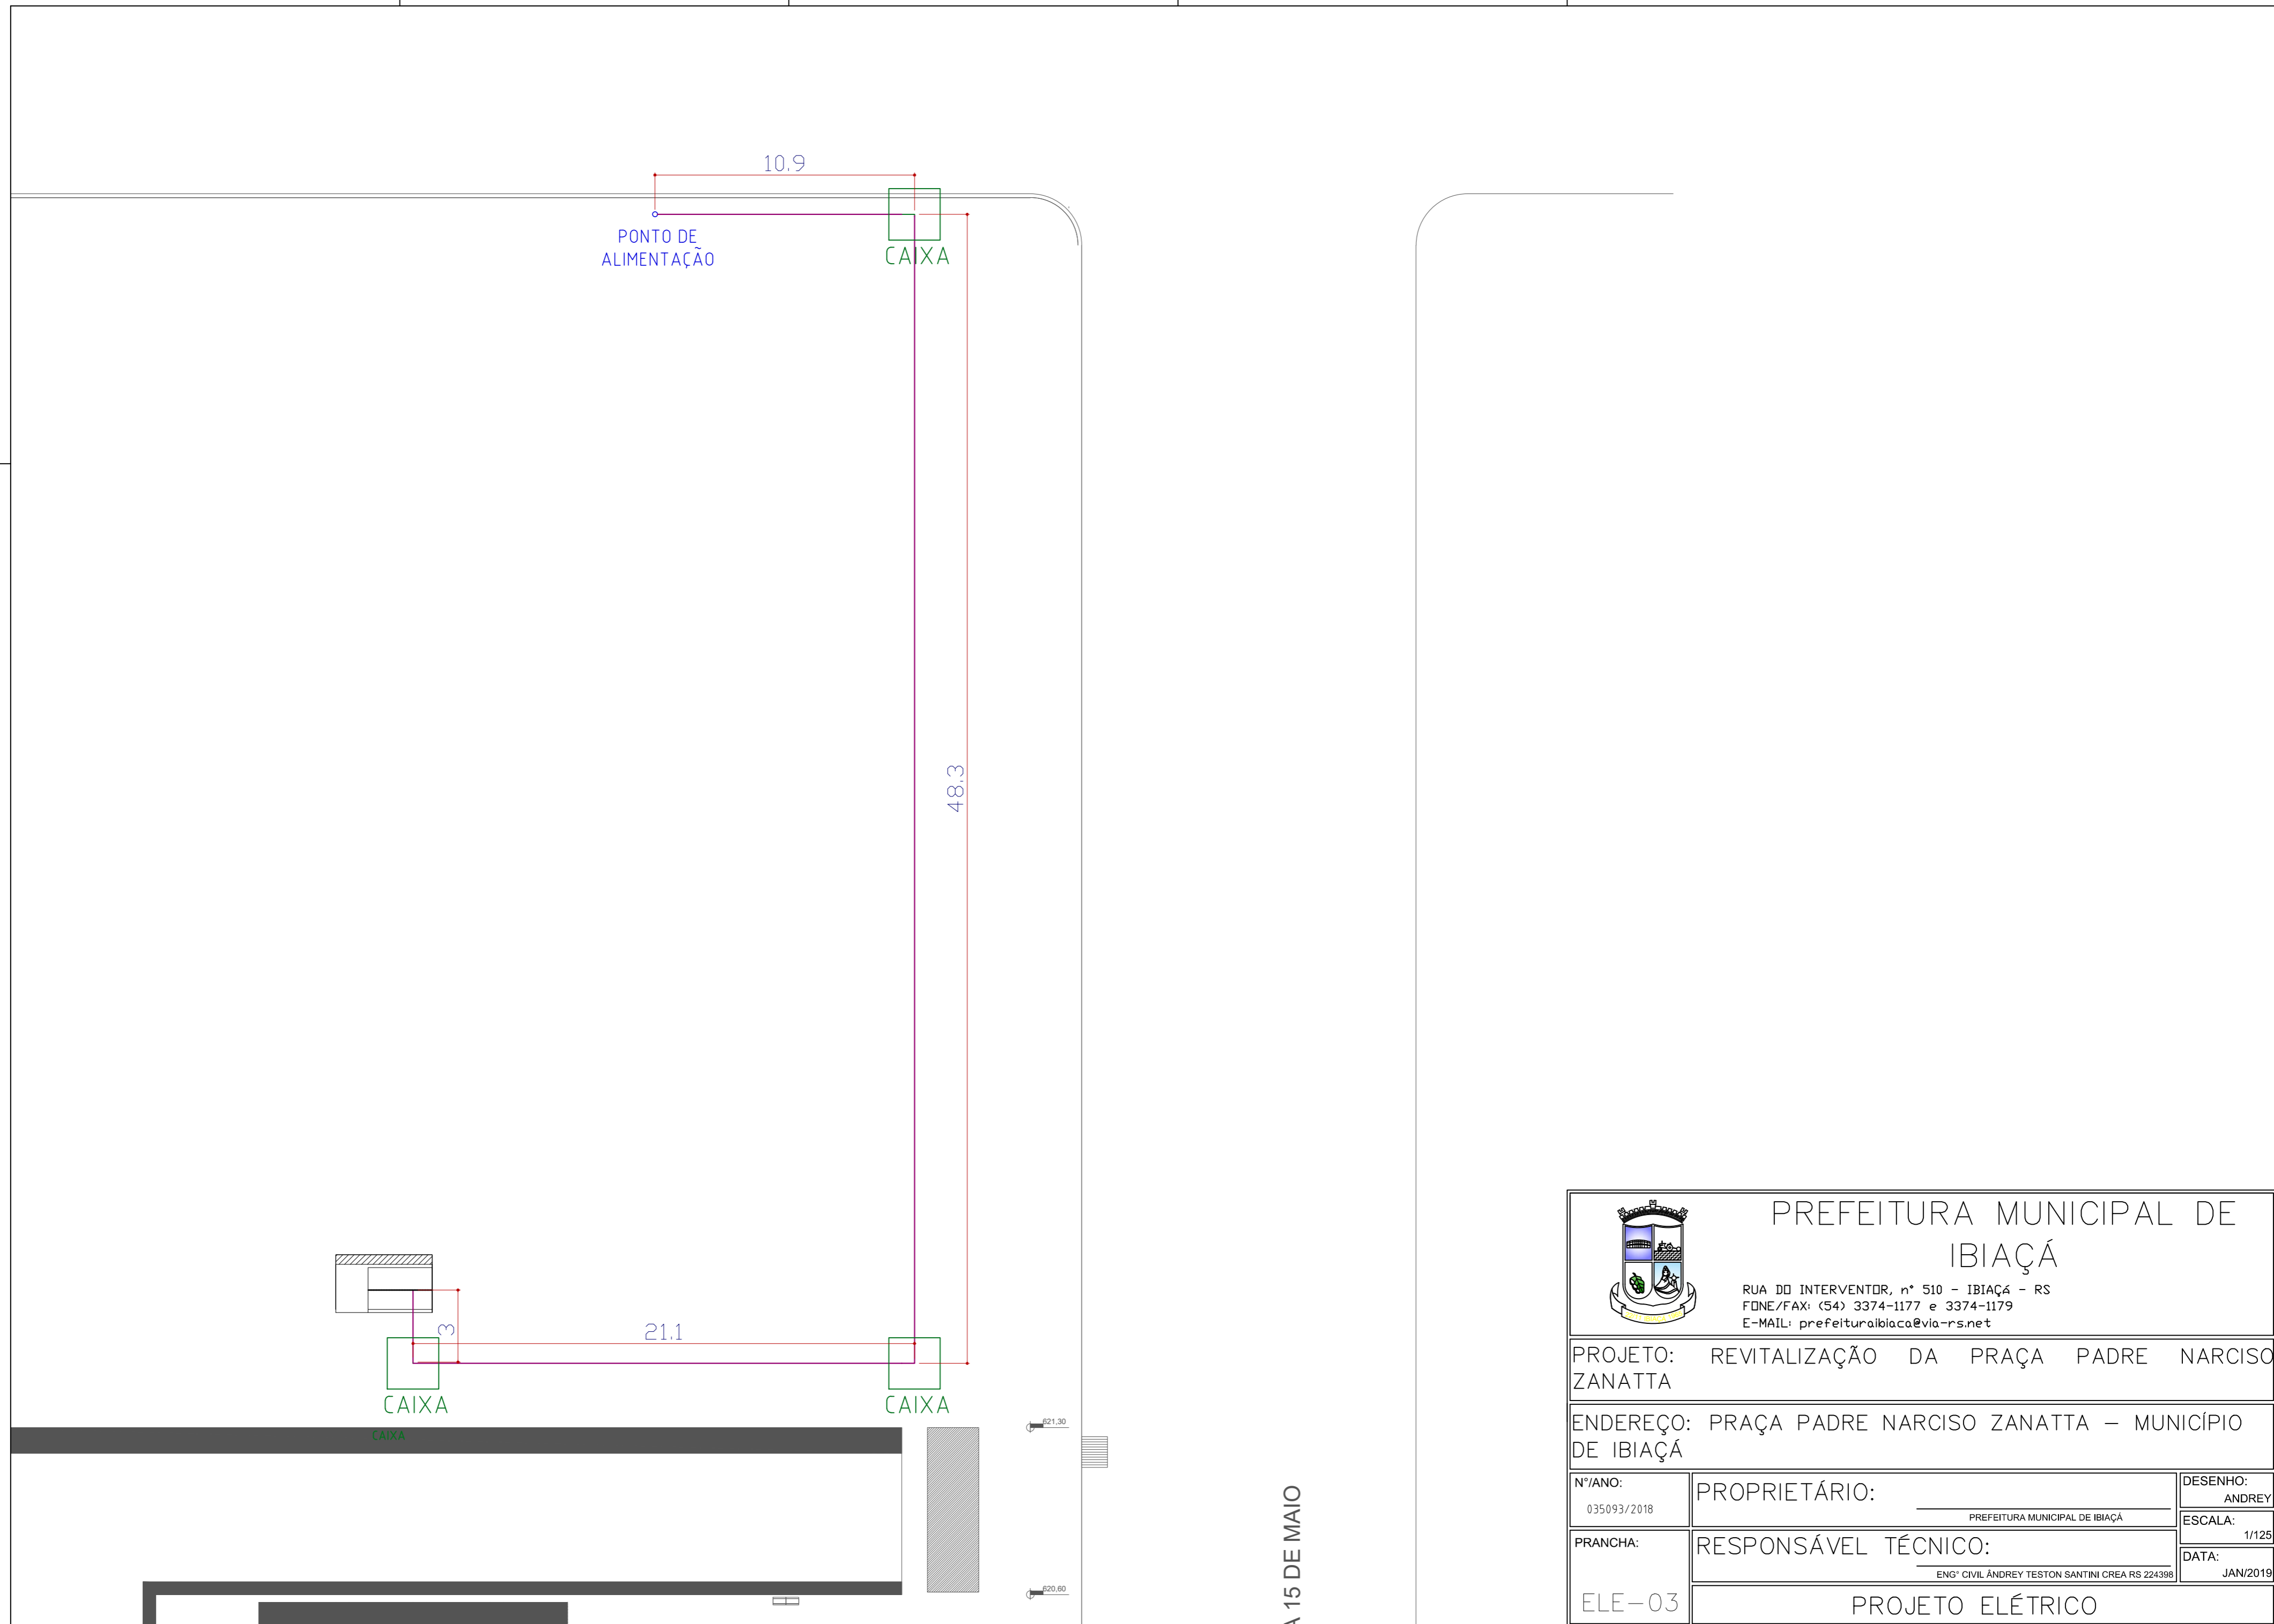 10.9
PONTO DE
ALIMENTAÇÃO
CAIXA
48.3
3
21.1
CAIXA
CAIXA
CAIXA
621,30
620,60
A 15 DE MAIO
PREFEITURA MUNICIPAL DE
IBIAÇÁ
RUA DO INTERVENTOR, n° 510 - IBIAÇá - RS
FONE/FAX: (54) 3374-1177 e 3374-1179
E-MAIL: prefeituraibiaca@via-rs.net
PROJETO: REVITALIZAÇÃO DA PRAÇA PADRE NARCISO
ZANATTA
ENDEREÇO: PRAÇA PADRE NARCISO ZANATTA – MUNICÍPIO
DE IBIAÇÁ
N°/ANO:
035093/2018
PROPRIETÁRIO:
PREFEITURA MUNICIPAL DE IBIAÇÁ
DESENHO:
ANDREY
ESCALA:
1/125
PRANCHA:
ELE-03
RESPONSÁVEL TÉCNICO:
ENG° CIVIL ÂNDREY TESTON SANTINI CREA RS 224398
DATA:
JAN/2019
PROJETO ELÉTRICO